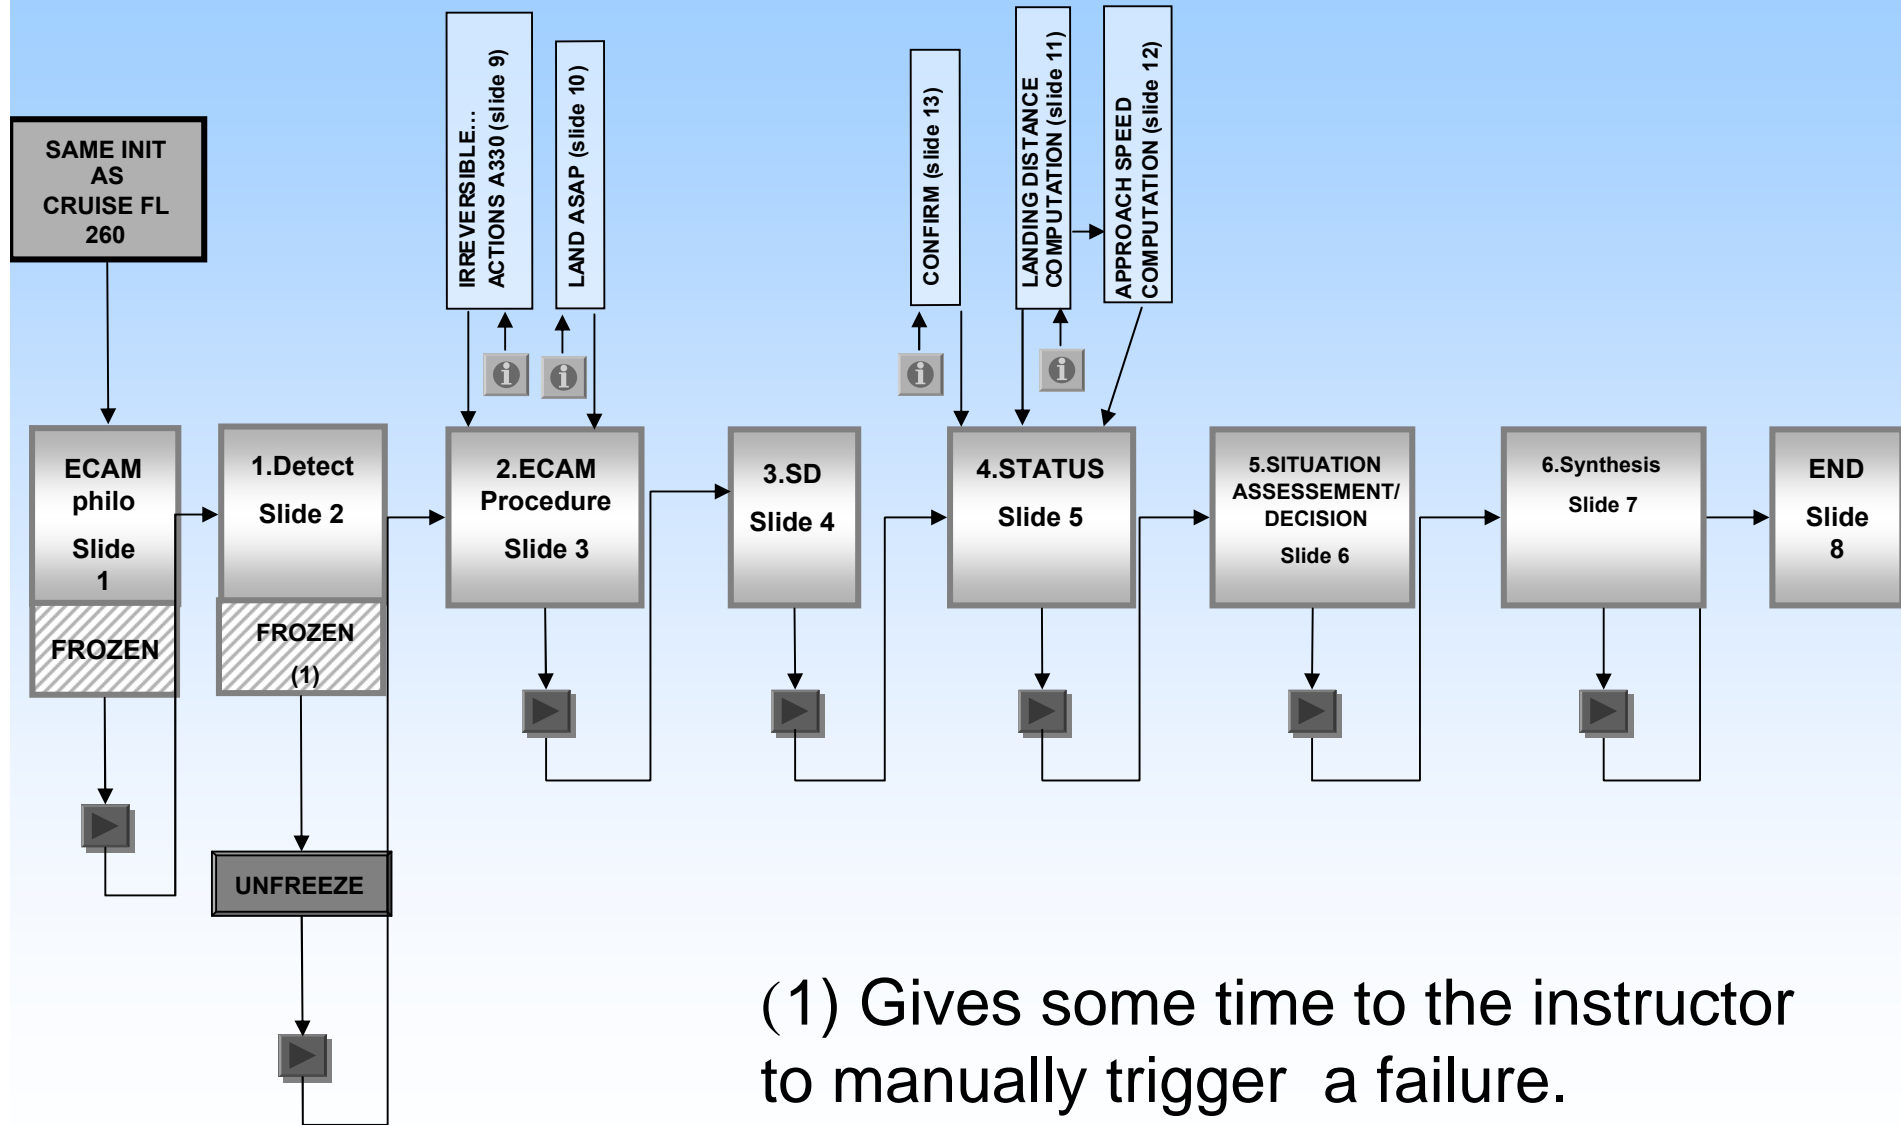 SAME INIT
AS
CRUISE FL
260
IRREVERSIBLE...
ACTIONS A330 (slide 9)
LAND ASAP (slide 10)
CONFIRM (slide 13)
LANDING DISTANCE
COMPUTATION (slide 11)
APPROACH SPEED
COMPUTATION (slide 12)
ECAM
philo
Slide
1
FROZEN
1.Detect
Slide 2
FROZEN
(1)
UNFREEZE
2.ECAM
Procedure
Slide 3
3.SD
Slide 4
4.STATUS
Slide 5
5.SITUATION
ASSESSEMENT/
DECISION
Slide 6
6.Synthesis
Slide 7
END
Slide
8
(1) Gives some time to the instructor
to manually trigger a failure.